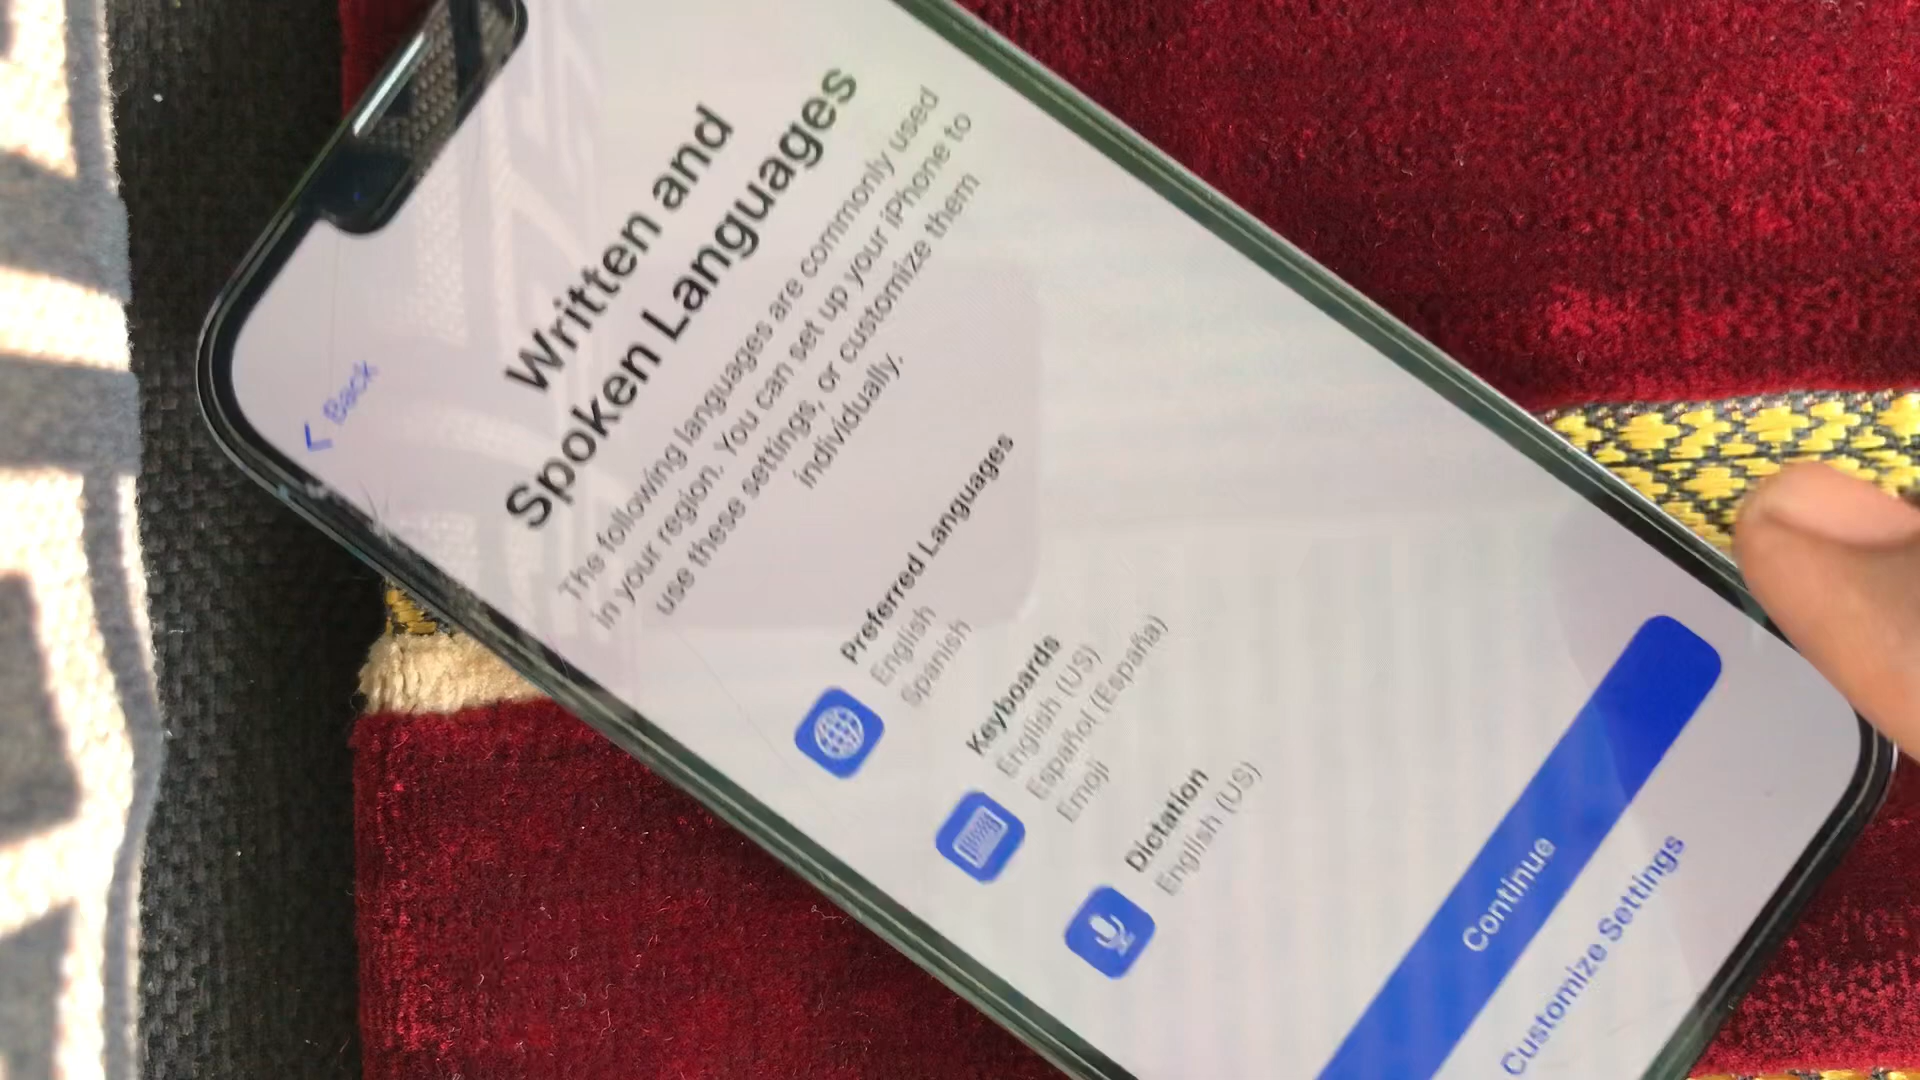 Back
Written and
Spoken Languages
The following languages are commonly used
in your region. You can set up your iPhone to
use these settings, or customize them
individually.
Preferred Languages
English
Spanish
Keyboards
English (US)
Español (España)
Emoji
Dictation
English (US)
Continue
Customize Settings